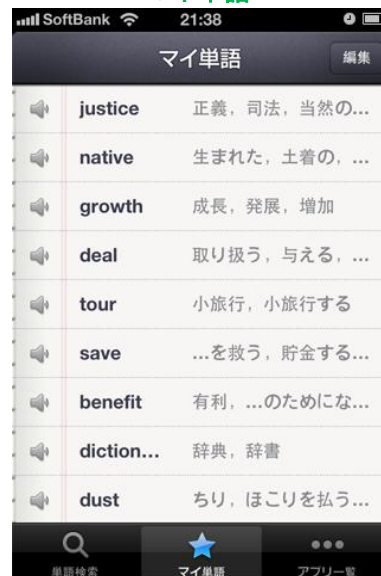 SoftBank 21:38
マイ単語 編集
justice 正義, 司法, 当然の...
native 生まれた, 土着の, ...
growth 成長, 発展, 増加
deal 取り扱う, 与える, ...
tour 小旅行, 小旅行する
save ...を救う, 貯金する...
benefit 有利, ...のためにな...
diction... 辞典, 辞書
dust ちり, ほこりを払う...
単語検索 マイ単語 アプリ一覧